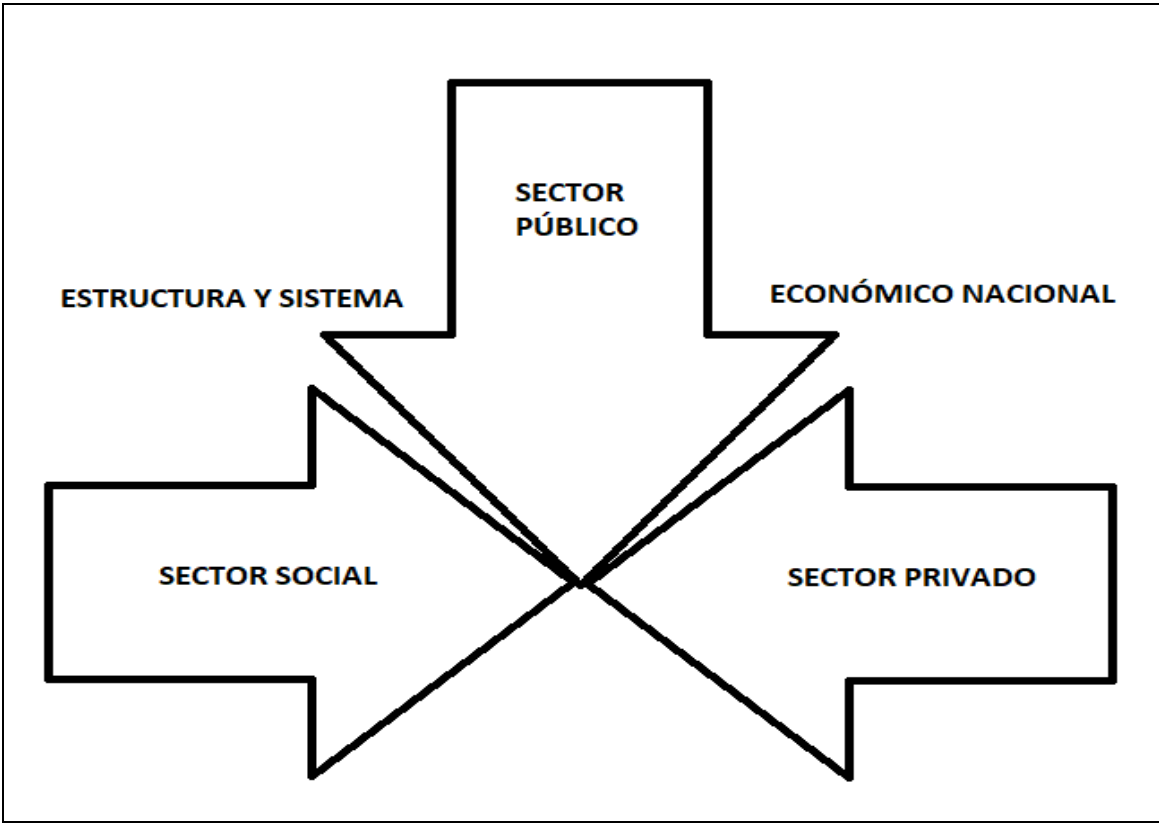 SECTOR
PÚBLICO
ESTRUCTURA Y SISTEMA
ECONÓMICO NACIONAL
SECTOR SOCIAL
SECTOR PRIVADO